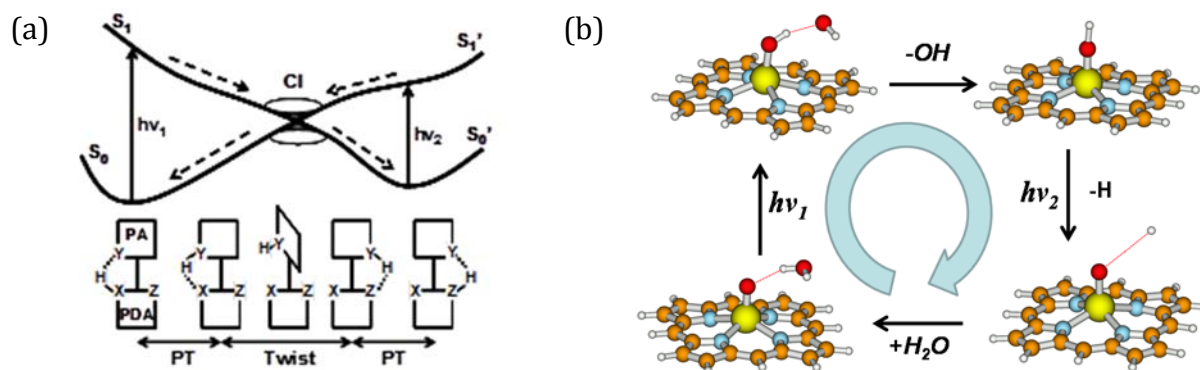 (a)
S₁
S₁'
CI
hν₁
hν₂
S₀
S₀'
PA
Y
H
X
Z
PDA
Y
H
X
Z
H
Y
X
Z
Y
H
X
Z
Y
H
X
Z
PT
Twist
PT
(b)
-OH
hν₁
hν₂
-H
+H₂O